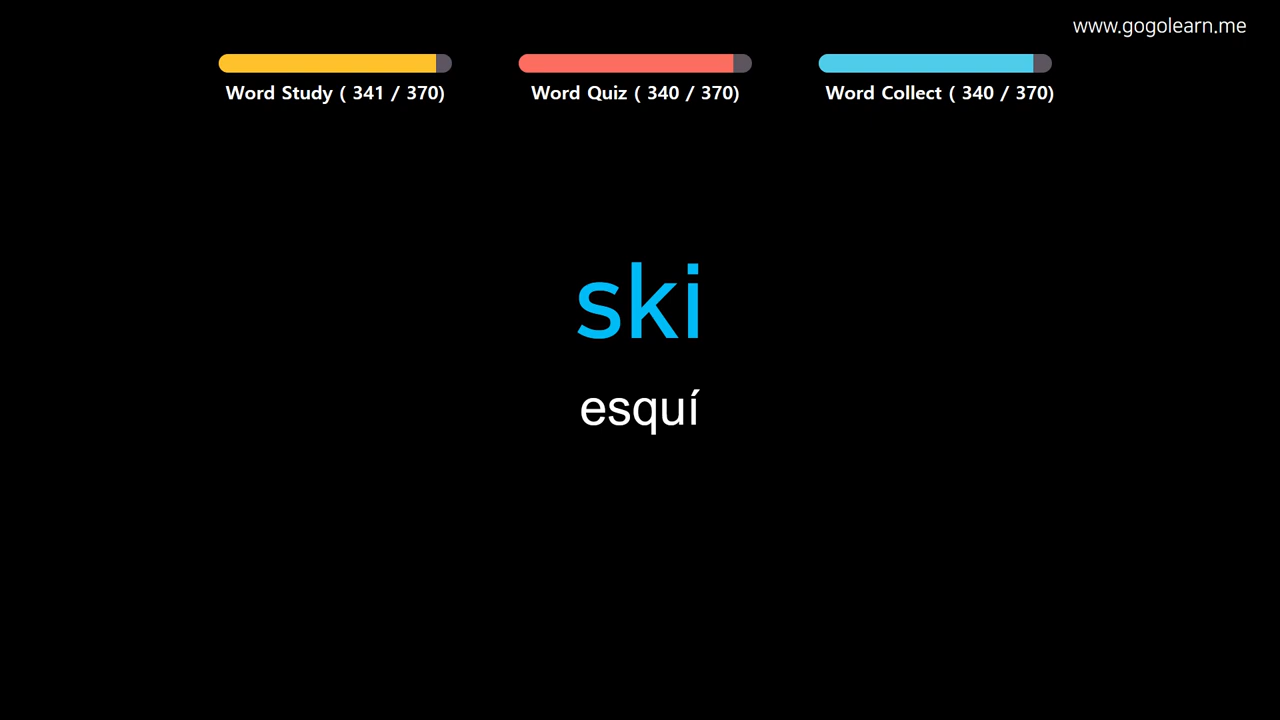 www.gogolearn.me
Word Study ( 341 / 370)
Word Quiz ( 340 / 370)
Word Collect ( 340 / 370)
ski
esquí